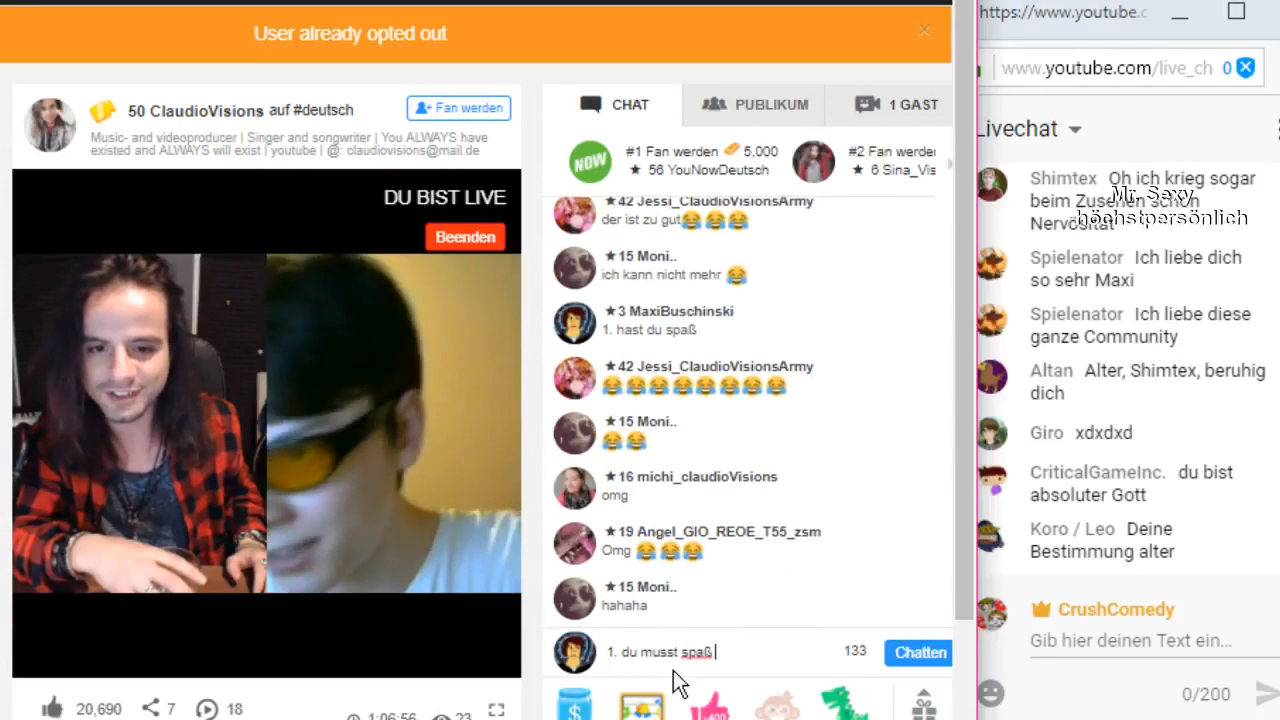 User already opted out
×
https://www.youtube.c
www.youtube.com/live_ch 0
50 ClaudioVisions auf #deutsch
Fan werden
Music- and videoproducer | Singer and songwriter | You ALWAYS have
existed and ALWAYS will exist | youtube | @: claudiovisions@mail.de
DU BIST LIVE
Beenden
20,690 7 18
1:06:56 23
CHAT PUBLIKUM 1 GAST
NOW
#1 Fan werden 5,000
★ 56 YouNowDeutsch
#2 Fan werden
★ 6 Sina_Vis
★42 Jessi_ClaudioVisionsArmy
der ist zu gut😂😂😂
★15 Moni..
ich kann nicht mehr 😂
★3 MaxiBuschinski
1. hast du spaß
★42 Jessi_ClaudioVisionsArmy
😂😂😂😂😂😂😂😂
★15 Moni..
😂😂
★16 michi_claudioVisions
omg
★19 Angel_GIO_REOE_T55_zsm
Omg 😂😂😂
★15 Moni..
hahaha
1. du musst spaß
133
Chatten
$
Livechat
Shimtex Oh ich krieg sogar
beim
Nervosität
Mr. Sexy
höchstpersönlich
Spielenator Ich liebe dich
so sehr Maxi
Spielenator Ich liebe diese
ganze Community
Altan Alter, Shimtex, beruhig
dich
Giro xdxdxd
CriticalGameInc. du bist
absoluter Gott
Koro / Leo Deine
Bestimmung alter
CrushComedy
Gib hier deinen Text ein...
0/200